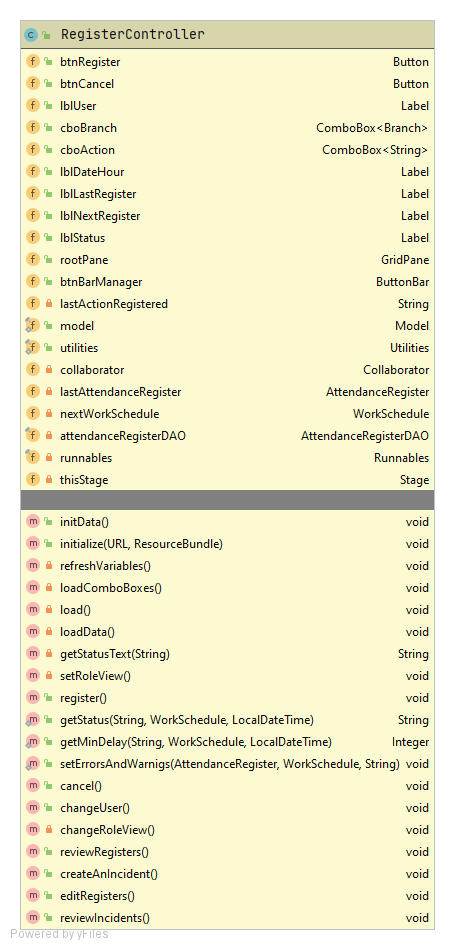 RegisterController
btnRegister Button
btnCancel Button
lblUser Label
cboBranch ComboBox<Branch>
cboAction ComboBox<String>
lblDateHour Label
lblLastRegister Label
lblNextRegister Label
lblStatus Label
rootPane GridPane
btnBarManager ButtonBar
lastActionRegistered String
model Model
utilities Utilities
collaborator Collaborator
lastAttendanceRegister AttendanceRegister
nextWorkSchedule WorkSchedule
attendanceRegisterDAO AttendanceRegisterDAO
runnables Runnables
thisStage Stage
initData() void
initialize(URL, ResourceBundle) void
refreshVariables() void
loadComboBoxes() void
load() void
loadData() void
getStatusText(String) String
setRoleView() void
register() void
getStatus(String, WorkSchedule, LocalDateTime) String
getMinDelay(String, WorkSchedule, LocalDateTime) Integer
setErrorsAndWarnigs(AttendanceRegister, WorkSchedule, String) void
cancel() void
changeUser() void
changeRoleView() void
reviewRegisters() void
createAnIncident() void
editRegisters() void
reviewIncidents() void
Powered by yFiles